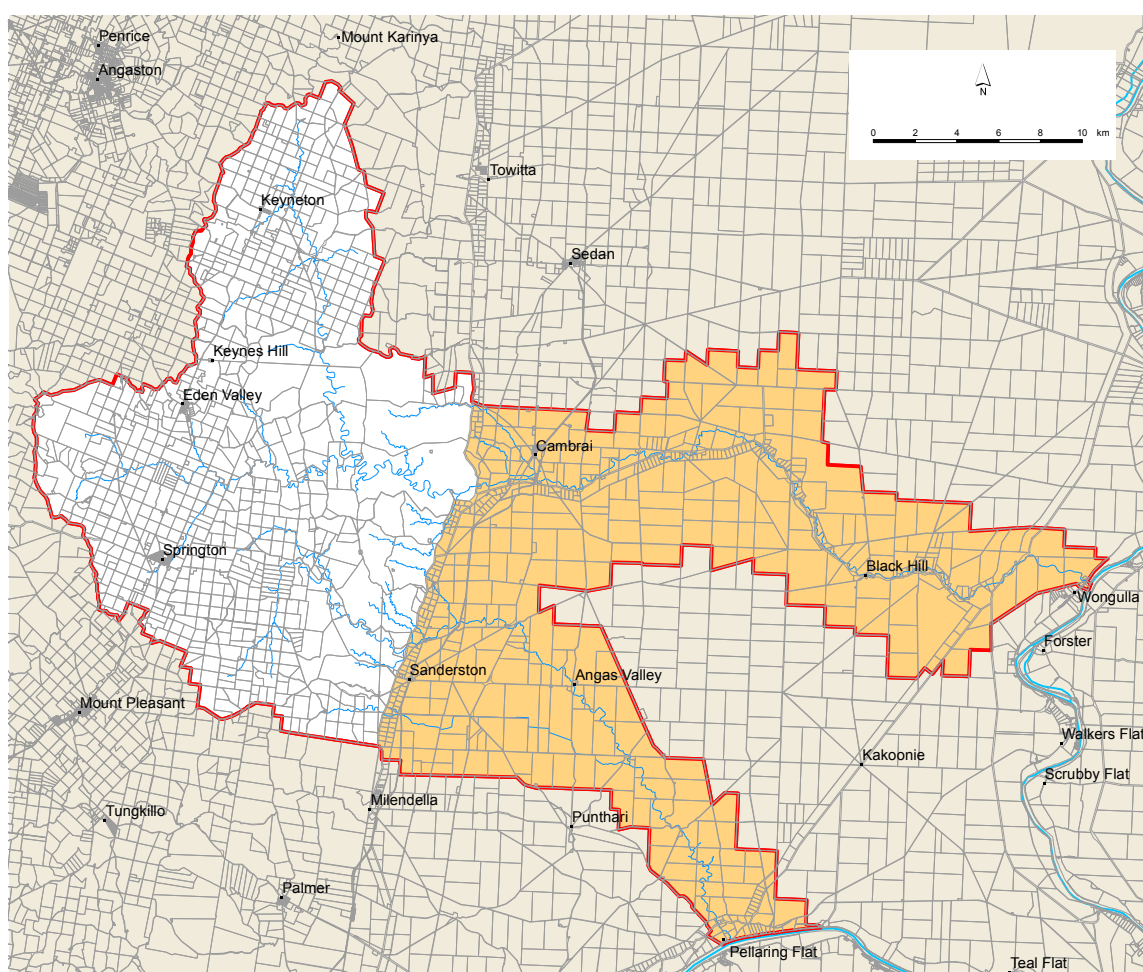 Penrice
Mount Karinya
Angaston
N
0 2 4 6 8 10 km
Towitta
Keyneton
Sedan
Keynes Hill
Eden Valley
Cambrai
Springton
Black Hill
Wongulla
Forster
Sanderston
Angas Valley
Mount Pleasant
Walkers Flat
Kakoonie
Scrubby Flat
Milendella
Tungkillo
Punthari
Palmer
Pellaring Flat
Teal Flat